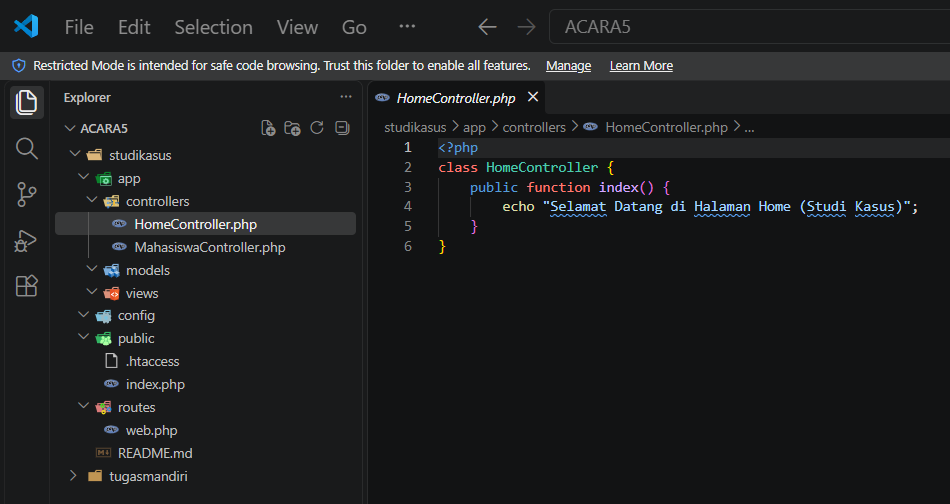 File Edit Selection View Go ··· ACARA5
Restricted Mode is intended for safe code browsing. Trust this folder to enable all features. Manage Learn More
Explorer ···
HomeController.php
ACARA5
studikasus > app > controllers > HomeController.php > ...
studikasus
app
controllers
HomeController.php
MahasiswaController.php
models
views
config
public
.htaccess
index.php
routes
web.php
README.md
tugasmandiri
1 <?php
2 class HomeController {
3     public function index() {
4         echo "Selamat Datang di Halaman Home (Studi Kasus)";
5     }
6 }